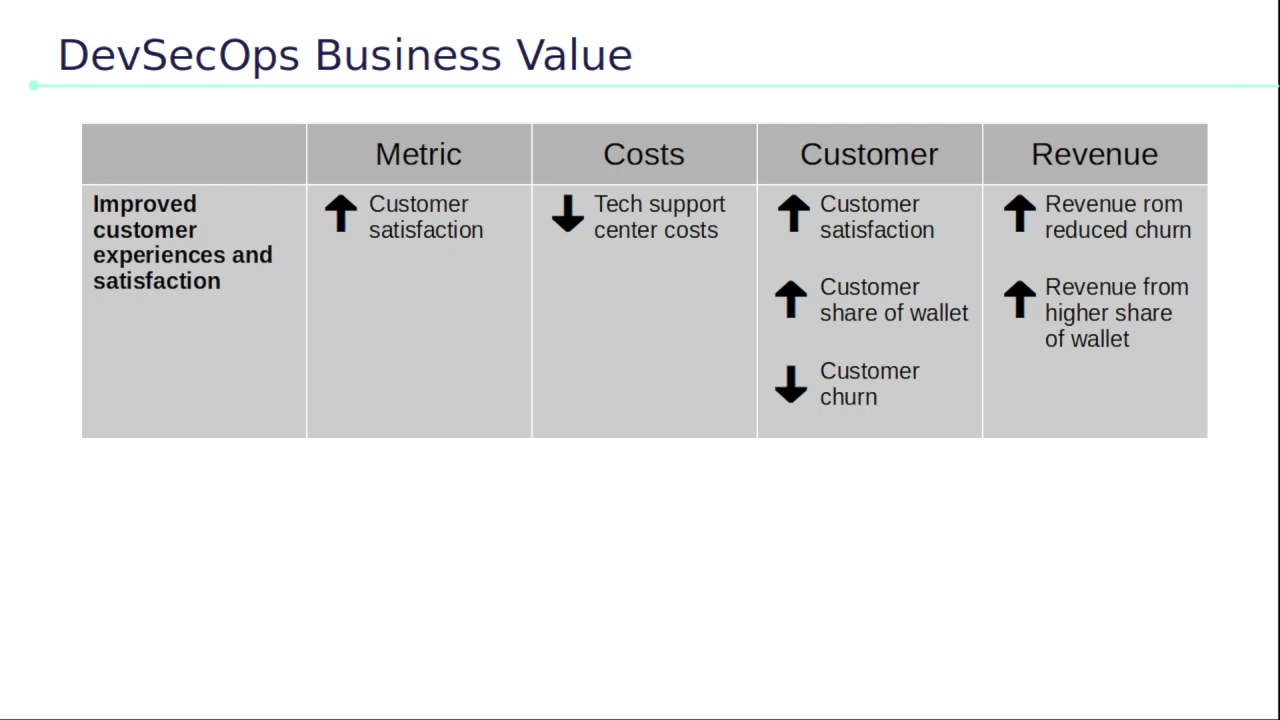 DevSecOps Business Value
Metric
Costs
Customer
Revenue
Improved
customer
experiences and
satisfaction
Customer
satisfaction
Tech support
center costs
Customer
satisfaction
Customer
share of wallet
Customer
churn
Revenue rom
reduced churn
Revenue from
higher share
of wallet